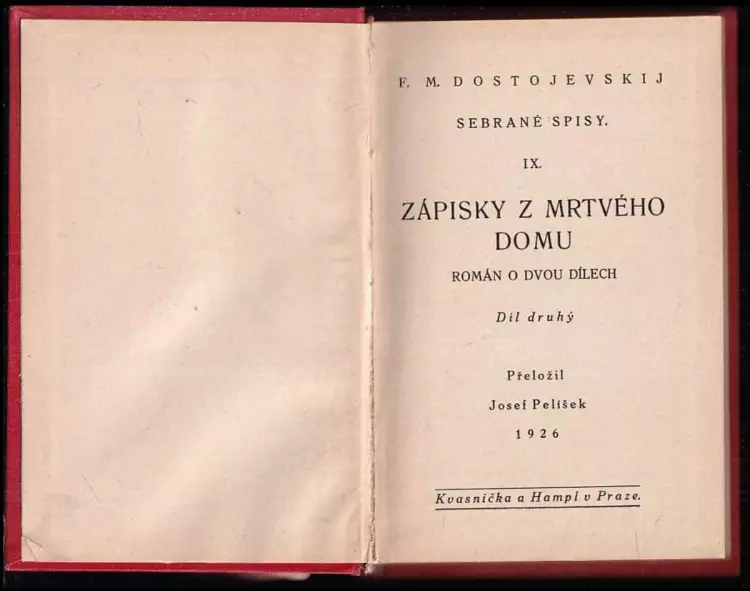 F. M. DOSTOJEVSKIJ
SEBRANÉ SPISY.
IX.
ZÁPISKY Z MRTVÉHO
DOMU
ROMÁN O DVOU DÍLECH
Díl druhý
Přeložil
Josef Pelíšek
1926
Kvasnička a Hampl v Praze.